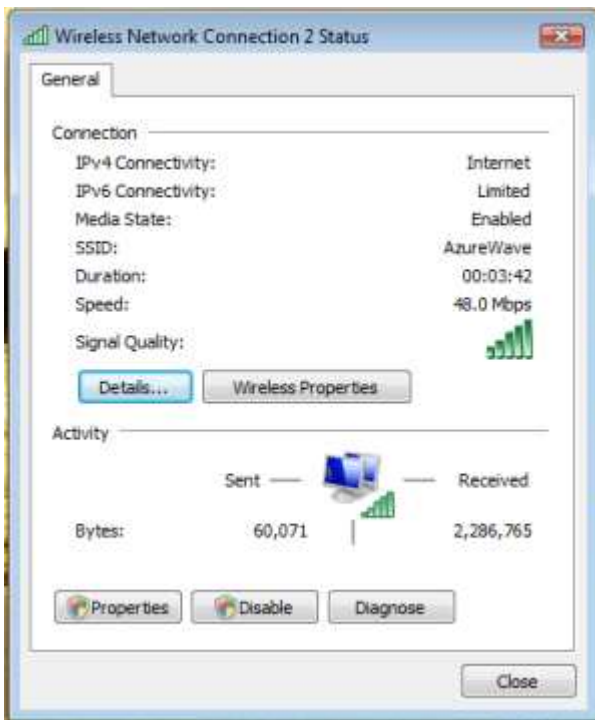 Wireless Network Connection 2 Status
General
Connection
IPv4 Connectivity: Internet
IPv6 Connectivity: Limited
Media State: Enabled
SSID: AzureWave
Duration: 00:03:42
Speed: 48.0 Mbps
Signal Quality:
Details... Wireless Properties
Activity
Sent Received
Bytes: 60,071 2,286,765
Properties Disable Diagnose
Close